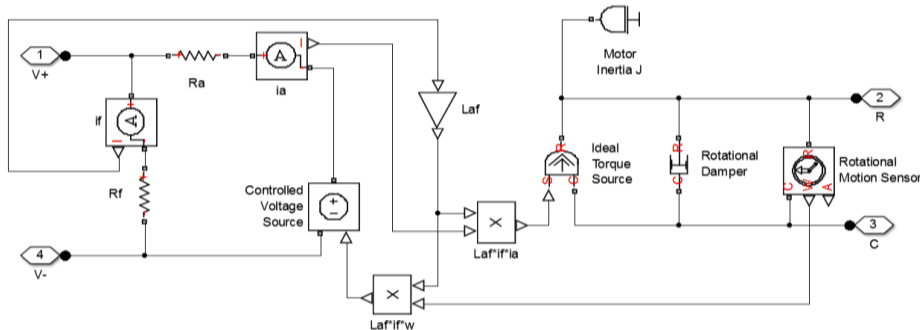 1
V+
if
A
I
Rf
4
V-
Ra
+
A
I
ia
Controlled
Voltage
Source
Laf
X
Laf*if*w
X
Laf*if*ia
Motor
Inertia J
Ideal
Torque
Source
R
S
C
R
C
Rotational
Damper
R
C
W
A
Rotational
Motion Sensor
2
R
3
C